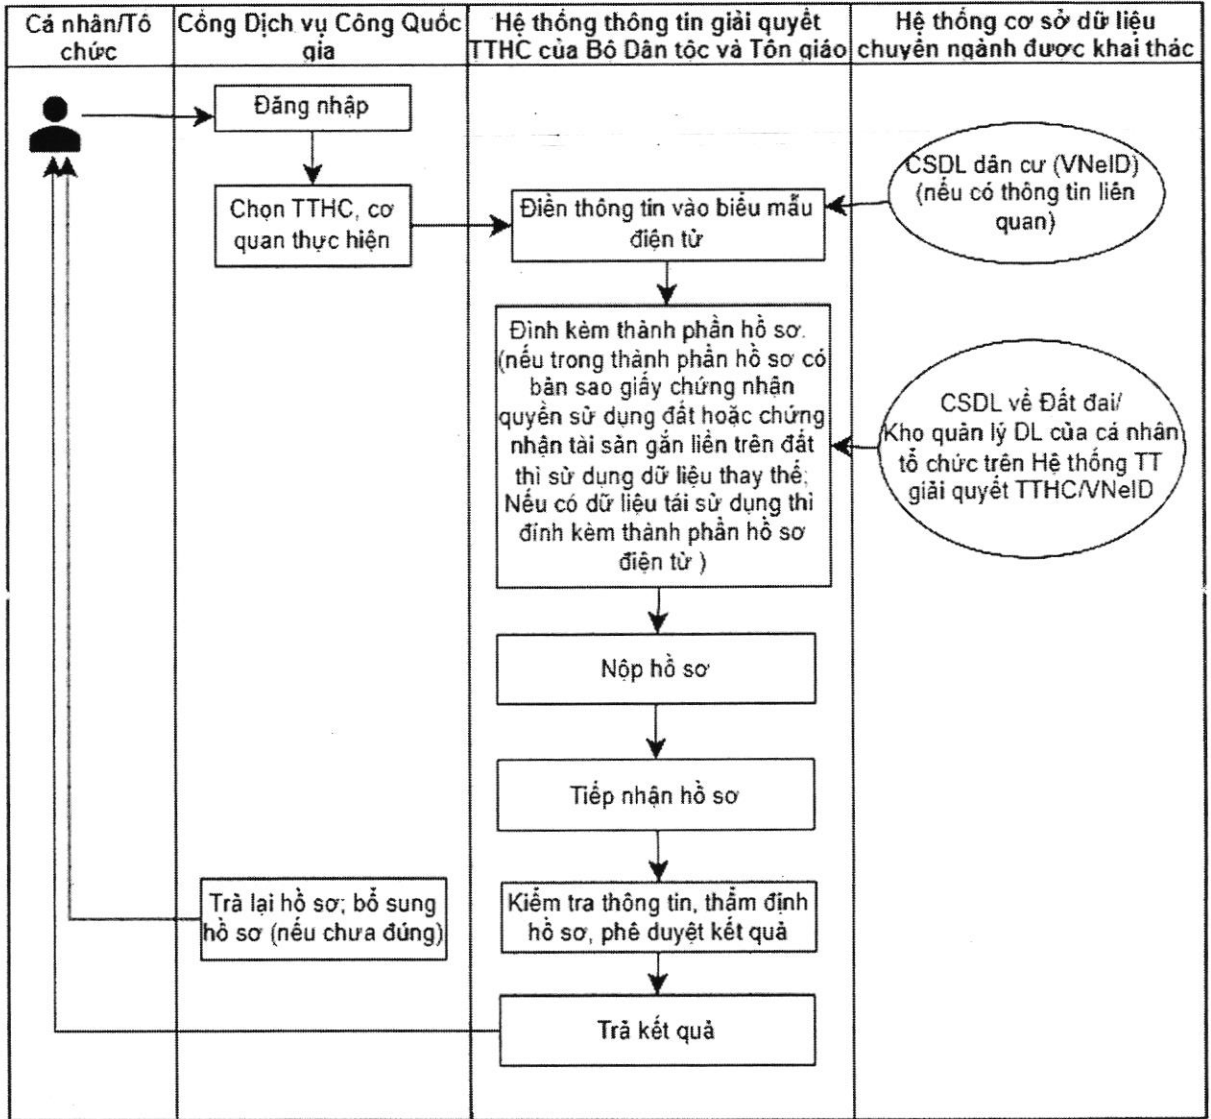 Cá nhân/Tổ
chức
Cổng Dịch vụ Công Quốc
gia
Hệ thống thông tin giải quyết
TTHC của Bộ Dân tộc và Tôn giáo
Hệ thống cơ sở dữ liệu
chuyên ngành được khai thác
Đăng nhập
Chọn TTHC, cơ
quan thực hiện
Điền thông tin vào biểu mẫu
điện tử
CSDL dân cư (VNeID)
(nếu có thông tin liên
quan)
Đính kèm thành phần hồ sơ.
(nếu trong thành phần hồ sơ có
bản sao giấy chứng nhận
quyền sử dụng đất hoặc chứng
nhận tài sản gắn liền trên đất
thì sử dụng dữ liệu thay thế;
Nếu có dữ liệu tái sử dụng thì
đính kèm thành phần hồ sơ
điện tử )
CSDL về Đất đai/
Kho quản lý DL của cá nhân
tổ chức trên Hệ thống TT
giải quyết TTHC/VNeID
Nộp hồ sơ
Tiếp nhận hồ sơ
Trả lại hồ sơ; bổ sung
hồ sơ (nếu chưa đúng)
Kiểm tra thông tin, thẩm định
hồ sơ, phê duyệt kết quả
Trả kết quả